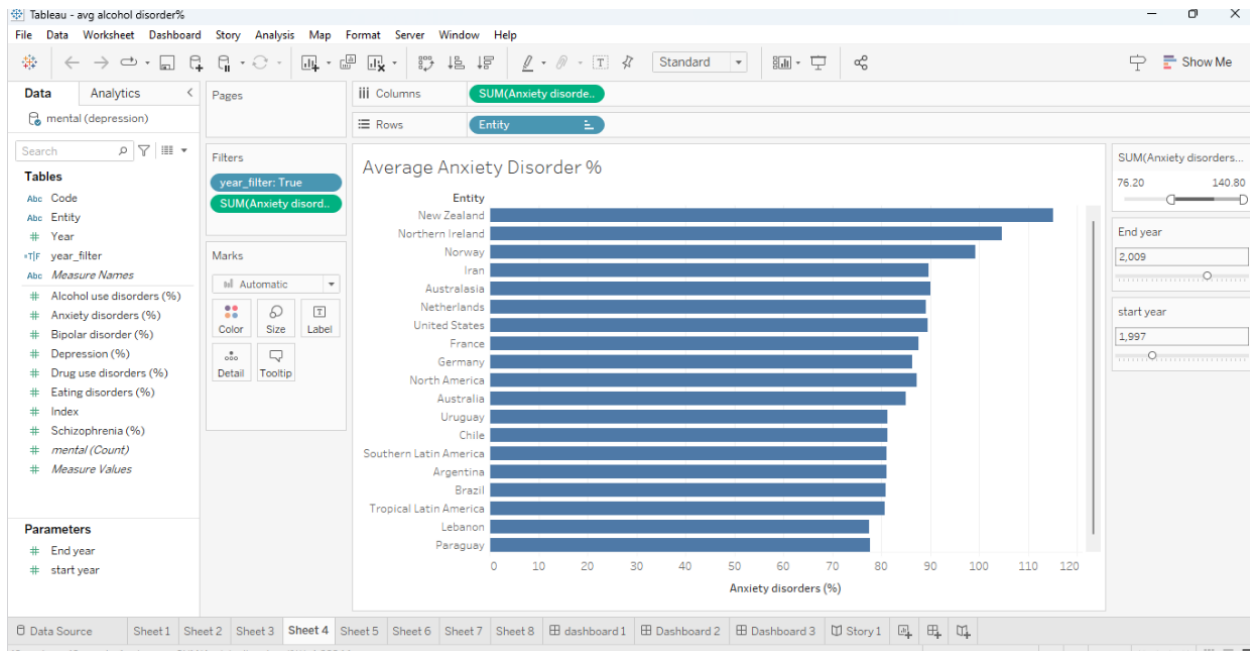 Tableau - avg alcohol disorder%
File Data Worksheet Dashboard Story Analysis Map Format Server Window Help
Standard
Show Me
Data Analytics
mental (depression)
Search
Tables
Abc Code
Abc Entity
# Year
=T|F year_filter
Abc Measure Names
# Alcohol use disorders (%)
# Anxiety disorders (%)
# Bipolar disorder (%)
# Depression (%)
# Drug use disorders (%)
# Eating disorders (%)
# Index
# Schizophrenia (%)
# mental (Count)
# Measure Values
Parameters
# End year
# start year
Pages
Filters
year_filter: True
SUM(Anxiety disord..
Marks
Automatic
Color Size Label
Detail Tooltip
Columns SUM(Anxiety disorde..
Rows Entity
Average Anxiety Disorder %
Entity
New Zealand
Northern Ireland
Norway
Iran
Australasia
Netherlands
United States
France
Germany
North America
Australia
Uruguay
Chile
Southern Latin America
Argentina
Brazil
Tropical Latin America
Lebanon
Paraguay
0 10 20 30 40 50 60 70 80 90 100 110 120
Anxiety disorders (%)
SUM(Anxiety disorders...
76.20 140.80
End year
2,009
start year
1,997
Data Source Sheet 1 Sheet 2 Sheet 3 Sheet 4 Sheet 5 Sheet 6 Sheet 7 Sheet 8 dashboard 1 Dashboard 2 Dashboard 3 Story 1